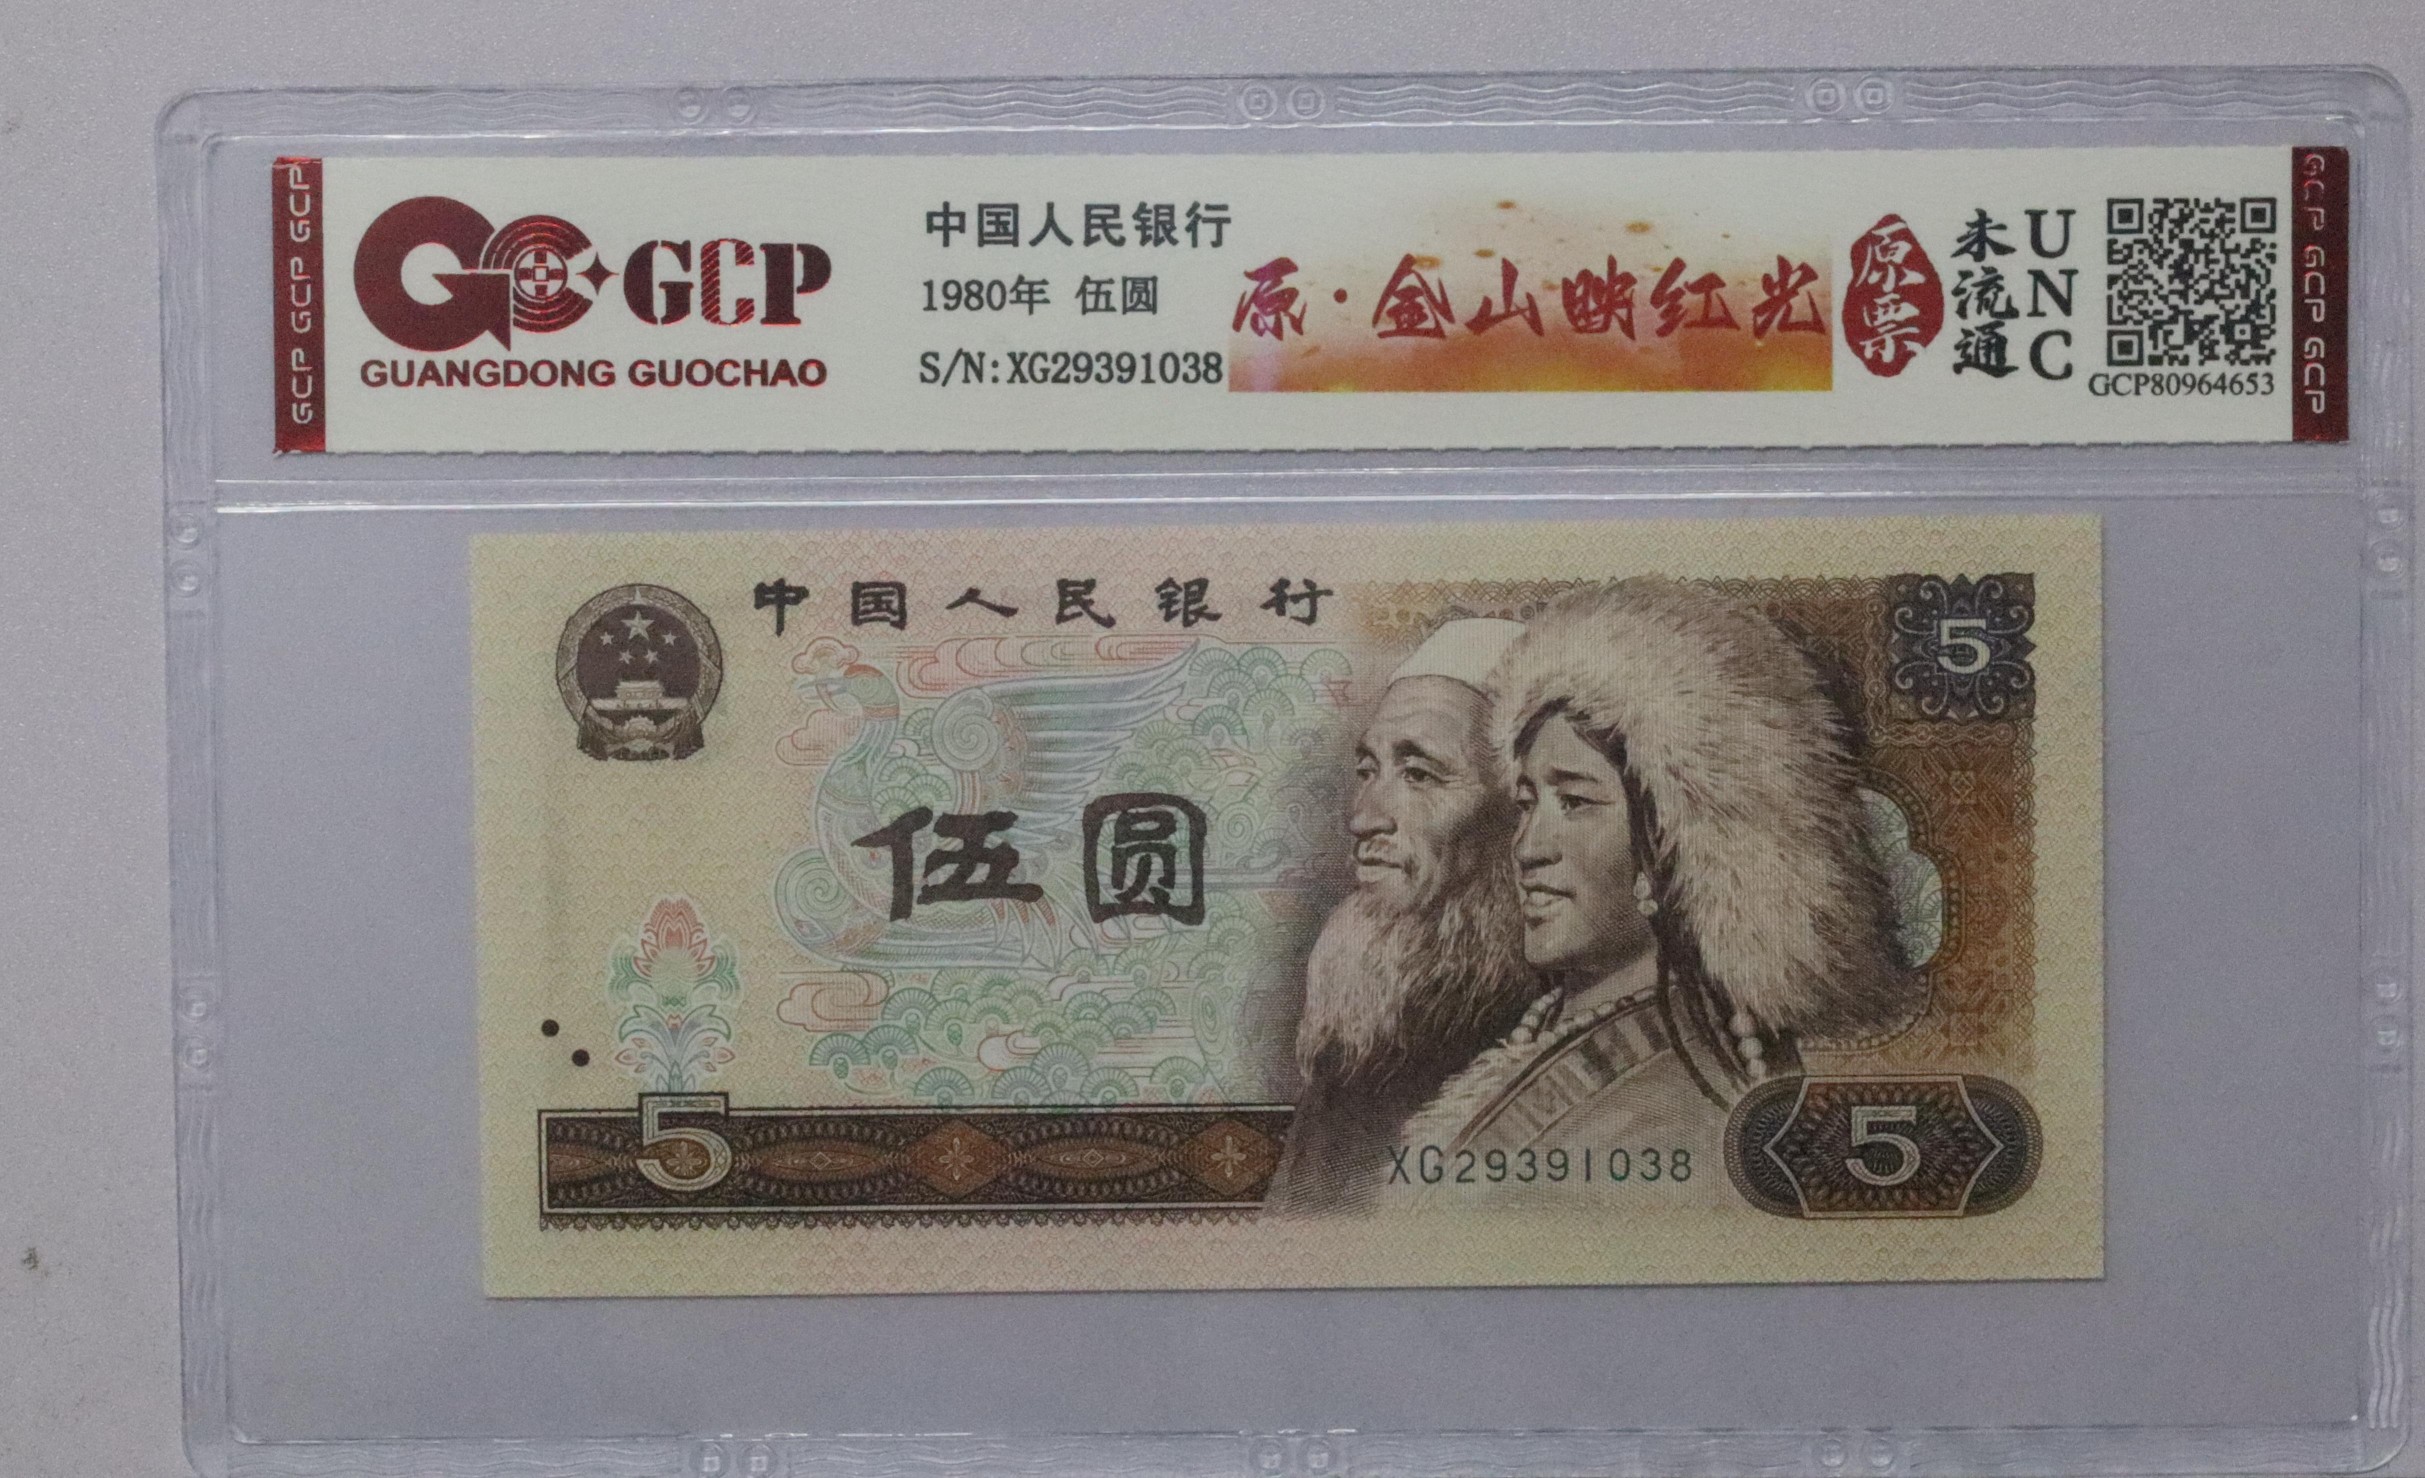 GCP GCP GCP
GCP
GUANGDONG GUOCHAO
中国人民银行
1980年 伍圆
S/N:XG29391038
原·金山映红光
原票
未流通
UNC
GCP80964653
GCP GCP GCP
中国人民银行
5
伍圆
5
XG29391038
5